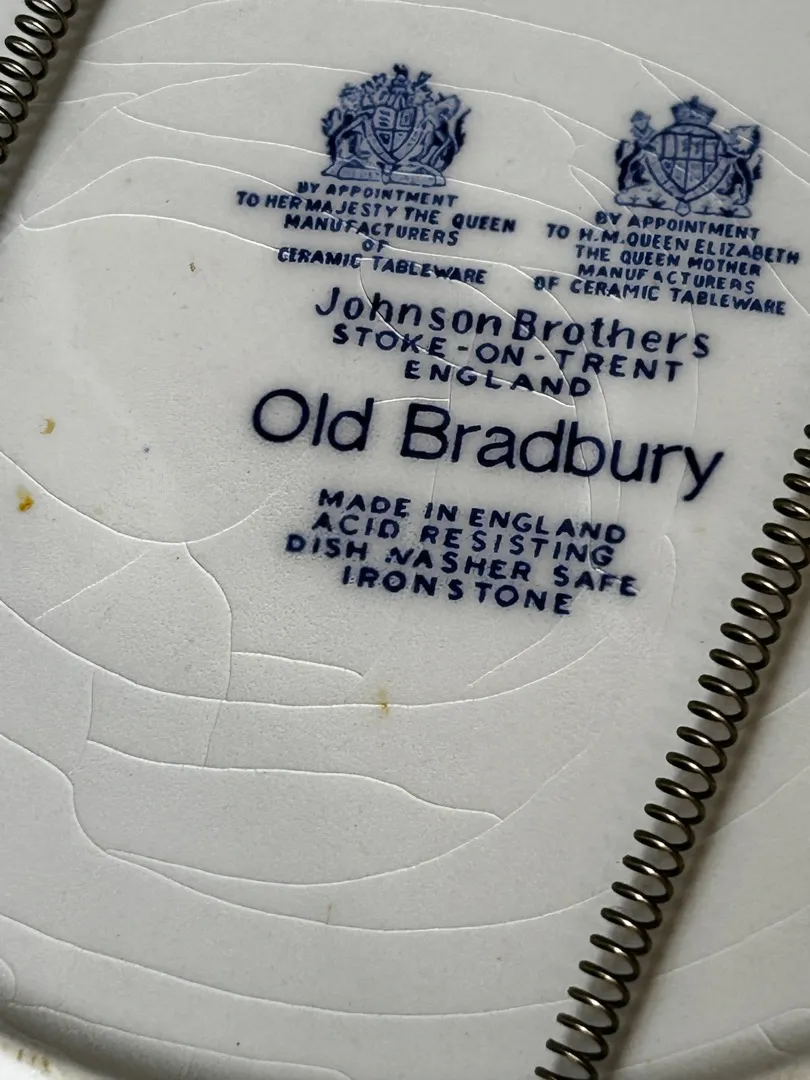 BY APPOINTMENT
TO HER MAJESTY THE QUEEN
MANUFACTURERS
OF
CERAMIC TABLEWARE
BY APPOINTMENT
TO H.M.QUEEN ELIZABETH
THE QUEEN MOTHER
MANUFACTURERS
OF CERAMIC TABLEWARE
Johnson Brothers
STOKE-ON-TRENT
ENGLAND
Old Bradbury
MADE IN ENGLAND
ACID RESISTING
DISH WASHER SAFE
IRONSTONE